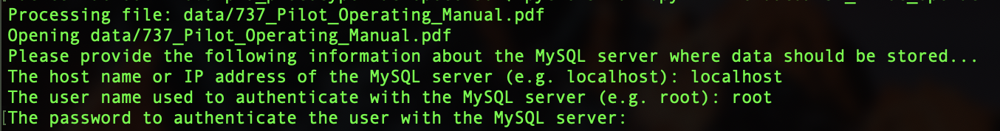 Processing file: data/737_Pilot_Operating_Manual.pdf
Opening data/737_Pilot_Operating_Manual.pdf
Please provide the following information about the MySQL server where data should be stored...
The host name or IP address of the MySQL server (e.g. localhost): localhost
The user name used to authenticate with the MySQL server (e.g. root): root
[The password to authenticate the user with the MySQL server: